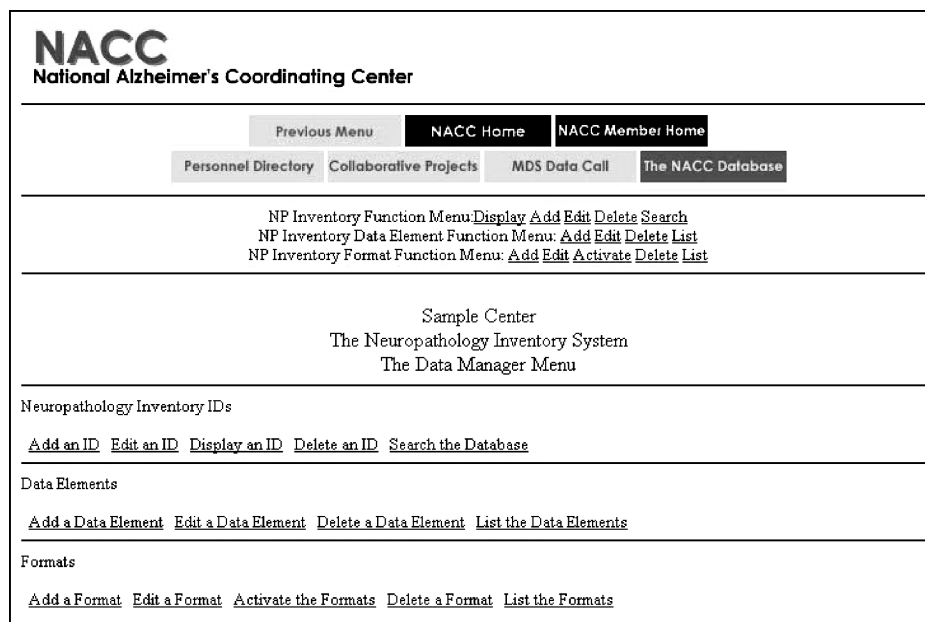 NACC
National Alzheimer's Coordinating Center
Previous Menu NACC Home NACC Member Home
Personnel Directory Collaborative Projects MDS Data Call The NACC Database
NP Inventory Function Menu:Display Add Edit Delete Search
NP Inventory Data Element Function Menu: Add Edit Delete List
NP Inventory Format Function Menu: Add Edit Activate Delete List
Sample Center
The Neuropathology Inventory System
The Data Manager Menu
Neuropathology Inventory IDs
Add an ID Edit an ID Display an ID Delete an ID Search the Database
Data Elements
Add a Data Element Edit a Data Element Delete a Data Element List the Data Elements
Formats
Add a Format Edit a Format Activate the Formats Delete a Format List the Formats